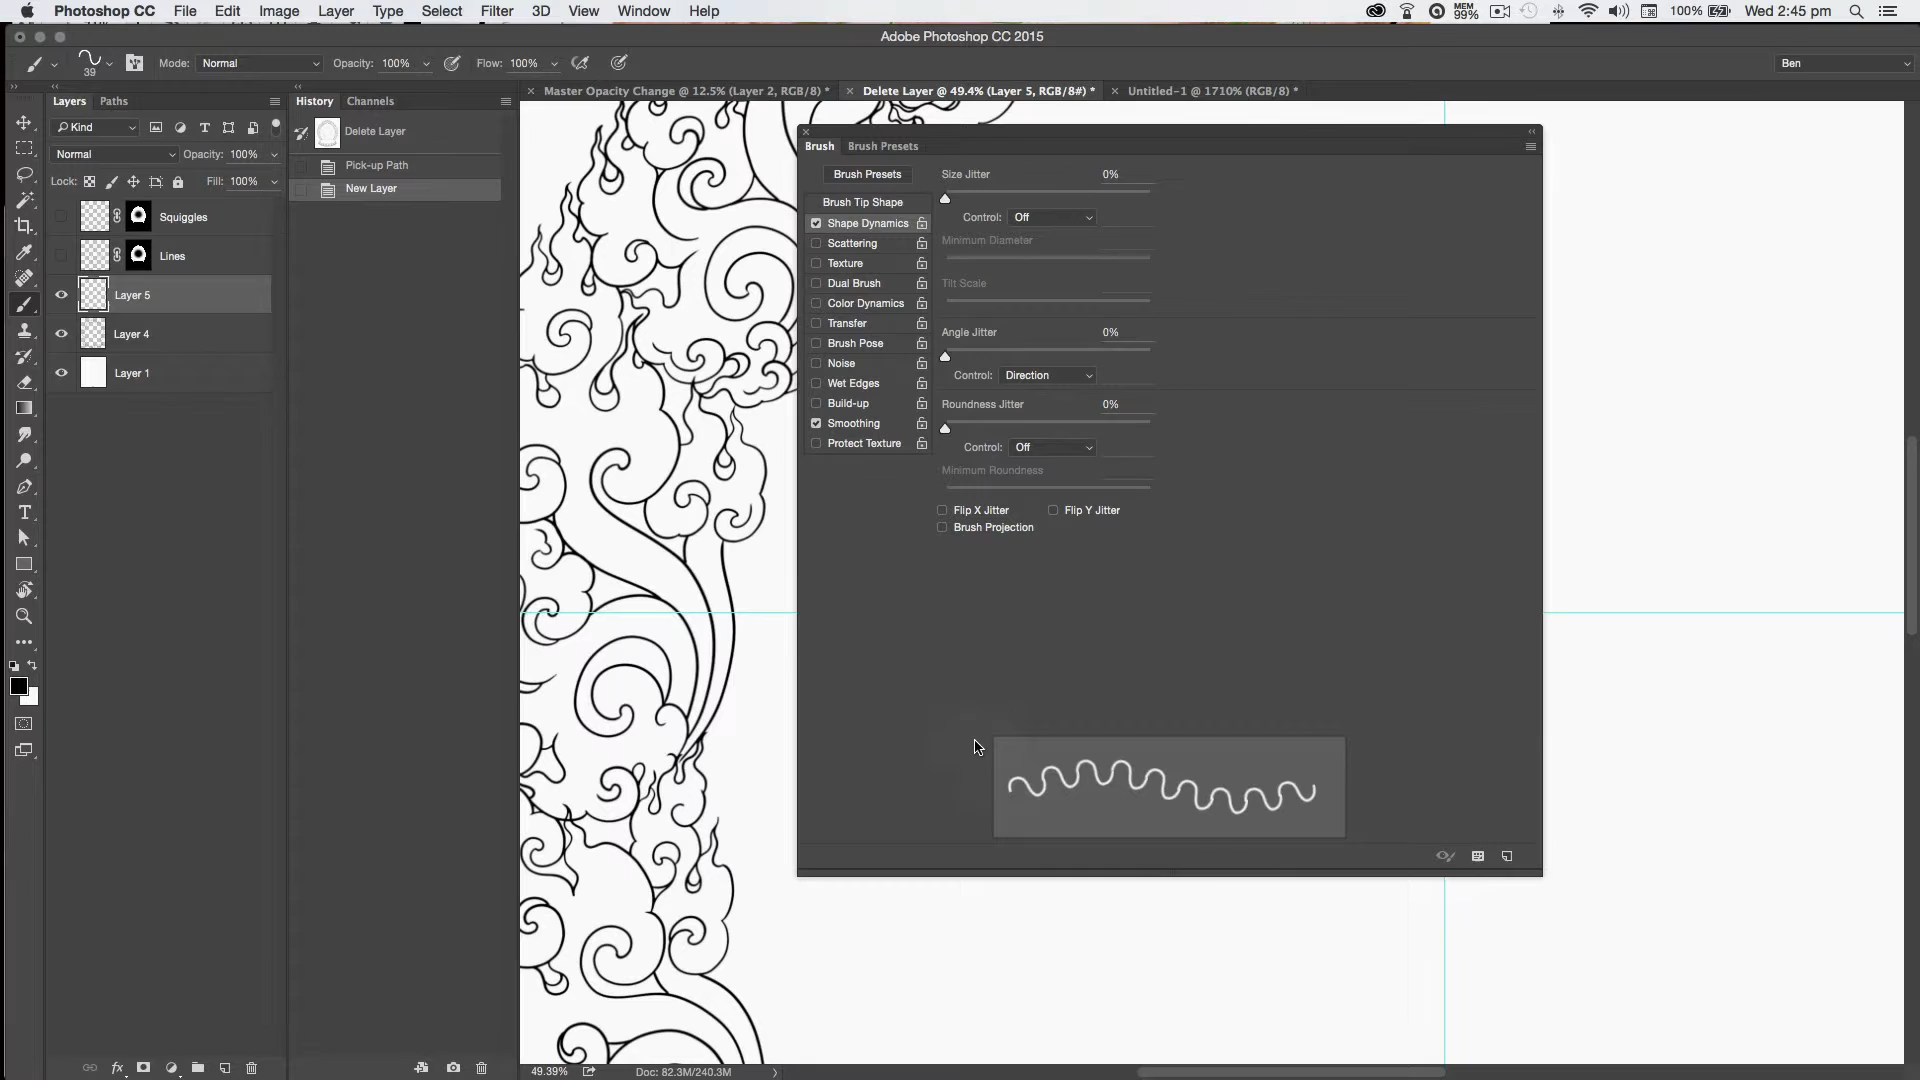 Photoshop CC File Edit Image Layer Type Select Filter 3D View Window Help MEM 99% 100% Wed 2:45 pm
Adobe Photoshop CC 2015
39 Mode: Normal Opacity: 100% Flow: 100% Ben
Layers Paths History Channels
Master Opacity Change @ 12.5% (Layer 2, RGB/8) * Delete Layer @ 49.4% (Layer 5, RGB/8#) * Untitled-1 @ 1710% (RGB/8) *
Kind
Normal Opacity: 100%
Lock: Fill: 100%
Squiggles
Lines
Layer 5
Layer 4
Layer 1
Delete Layer
Pick-up Path
New Layer
Brush Brush Presets
Brush Presets
Brush Tip Shape
Shape Dynamics
Scattering
Texture
Dual Brush
Color Dynamics
Transfer
Brush Pose
Noise
Wet Edges
Build-up
Smoothing
Protect Texture
Size Jitter 0%
Control: Off
Minimum Diameter
Tilt Scale
Angle Jitter 0%
Control: Direction
Roundness Jitter 0%
Control: Off
Minimum Roundness
Flip X Jitter Flip Y Jitter
Brush Projection
fx
49.39% Doc: 82.3M/240.3M